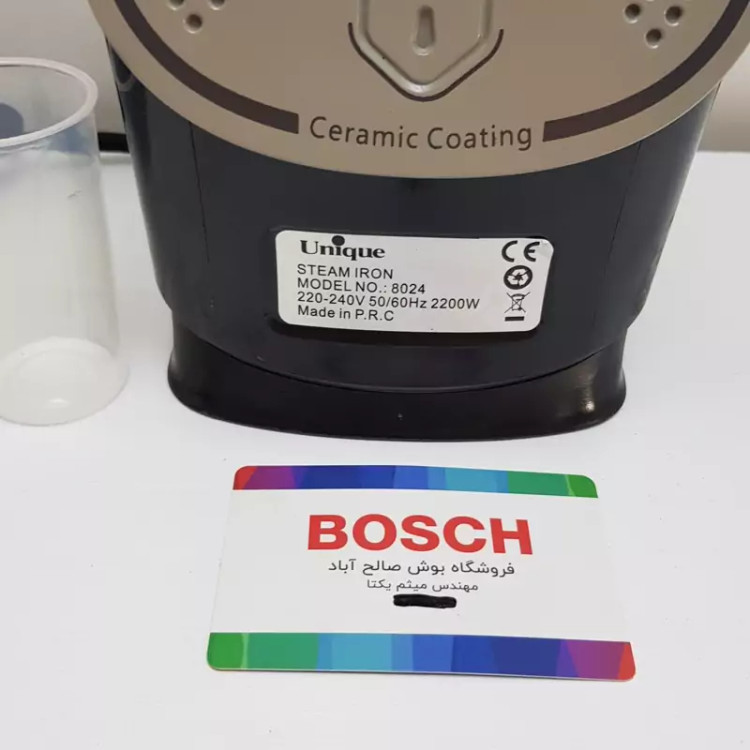 Ceramic Coating
Unique
STEAM IRON
MODEL NO.: 8024
220-240V 50/60Hz 2200W
Made in P.R.C
CE
BOSCH
فروشگاه بوش صالح آباد
مهندس میثم یکتا